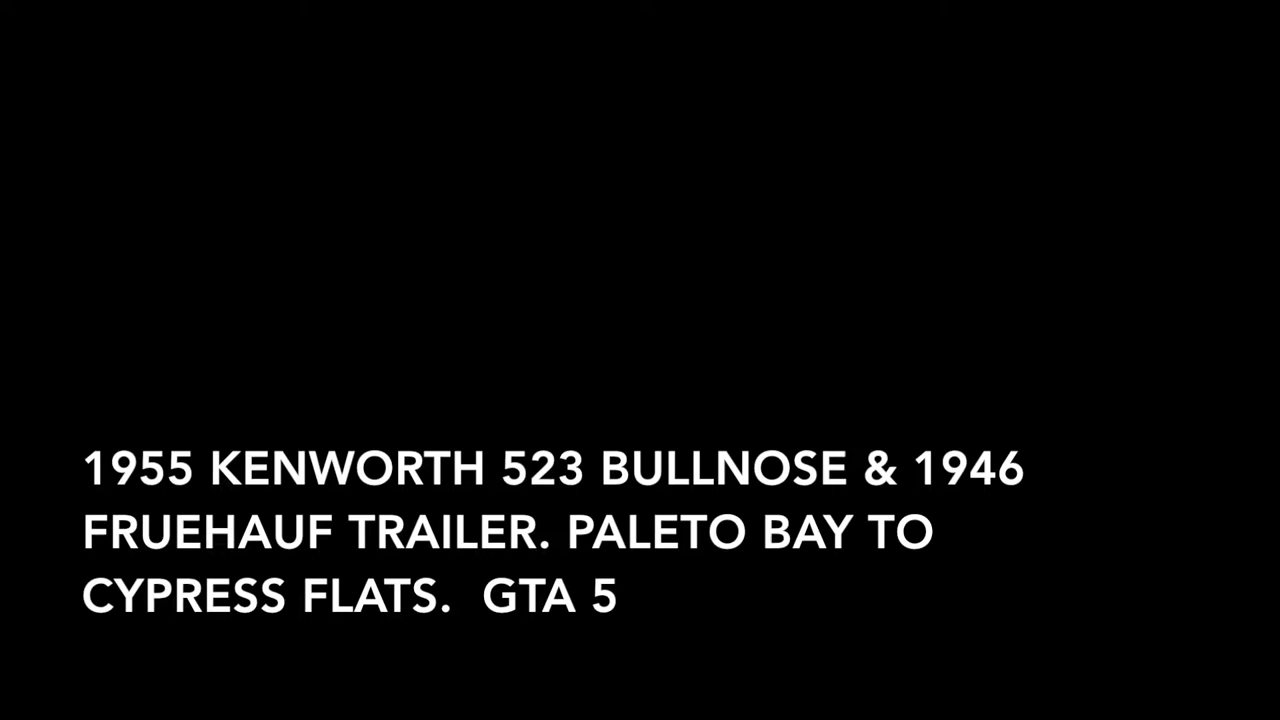 1955 KENWORTH 523 BULLNOSE & 1946
FRUEHAUF TRAILER. PALETO BAY TO
CYPRESS FLATS.  GTA 5